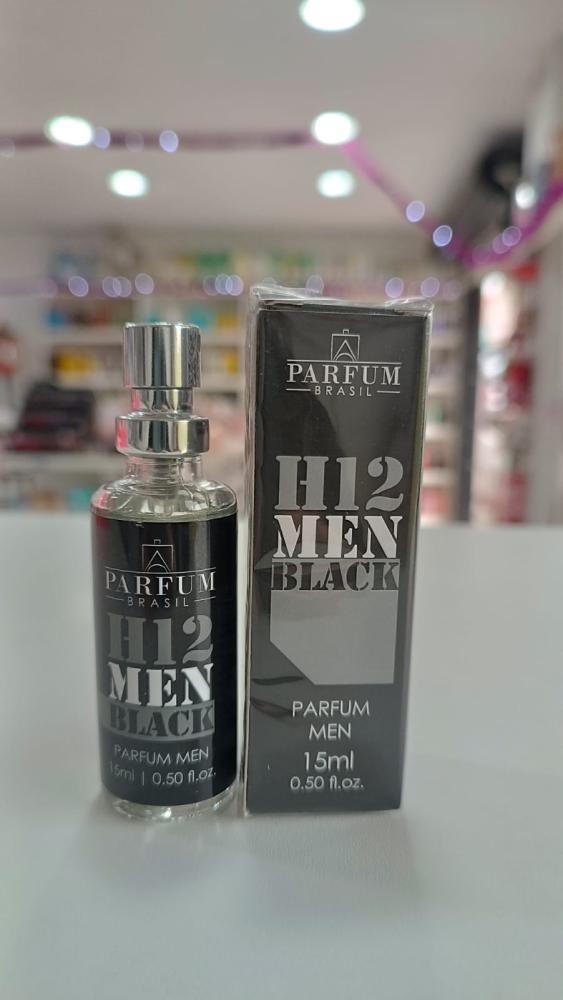 PARFUM
BRASIL
H12
MEN
BLACK
PARFUM MEN
15ml | 0.50 fl.oz.
PARFUM
BRASIL
H12
MEN
BLACK
PARFUM
MEN
15ml
0.50 fl.oz.